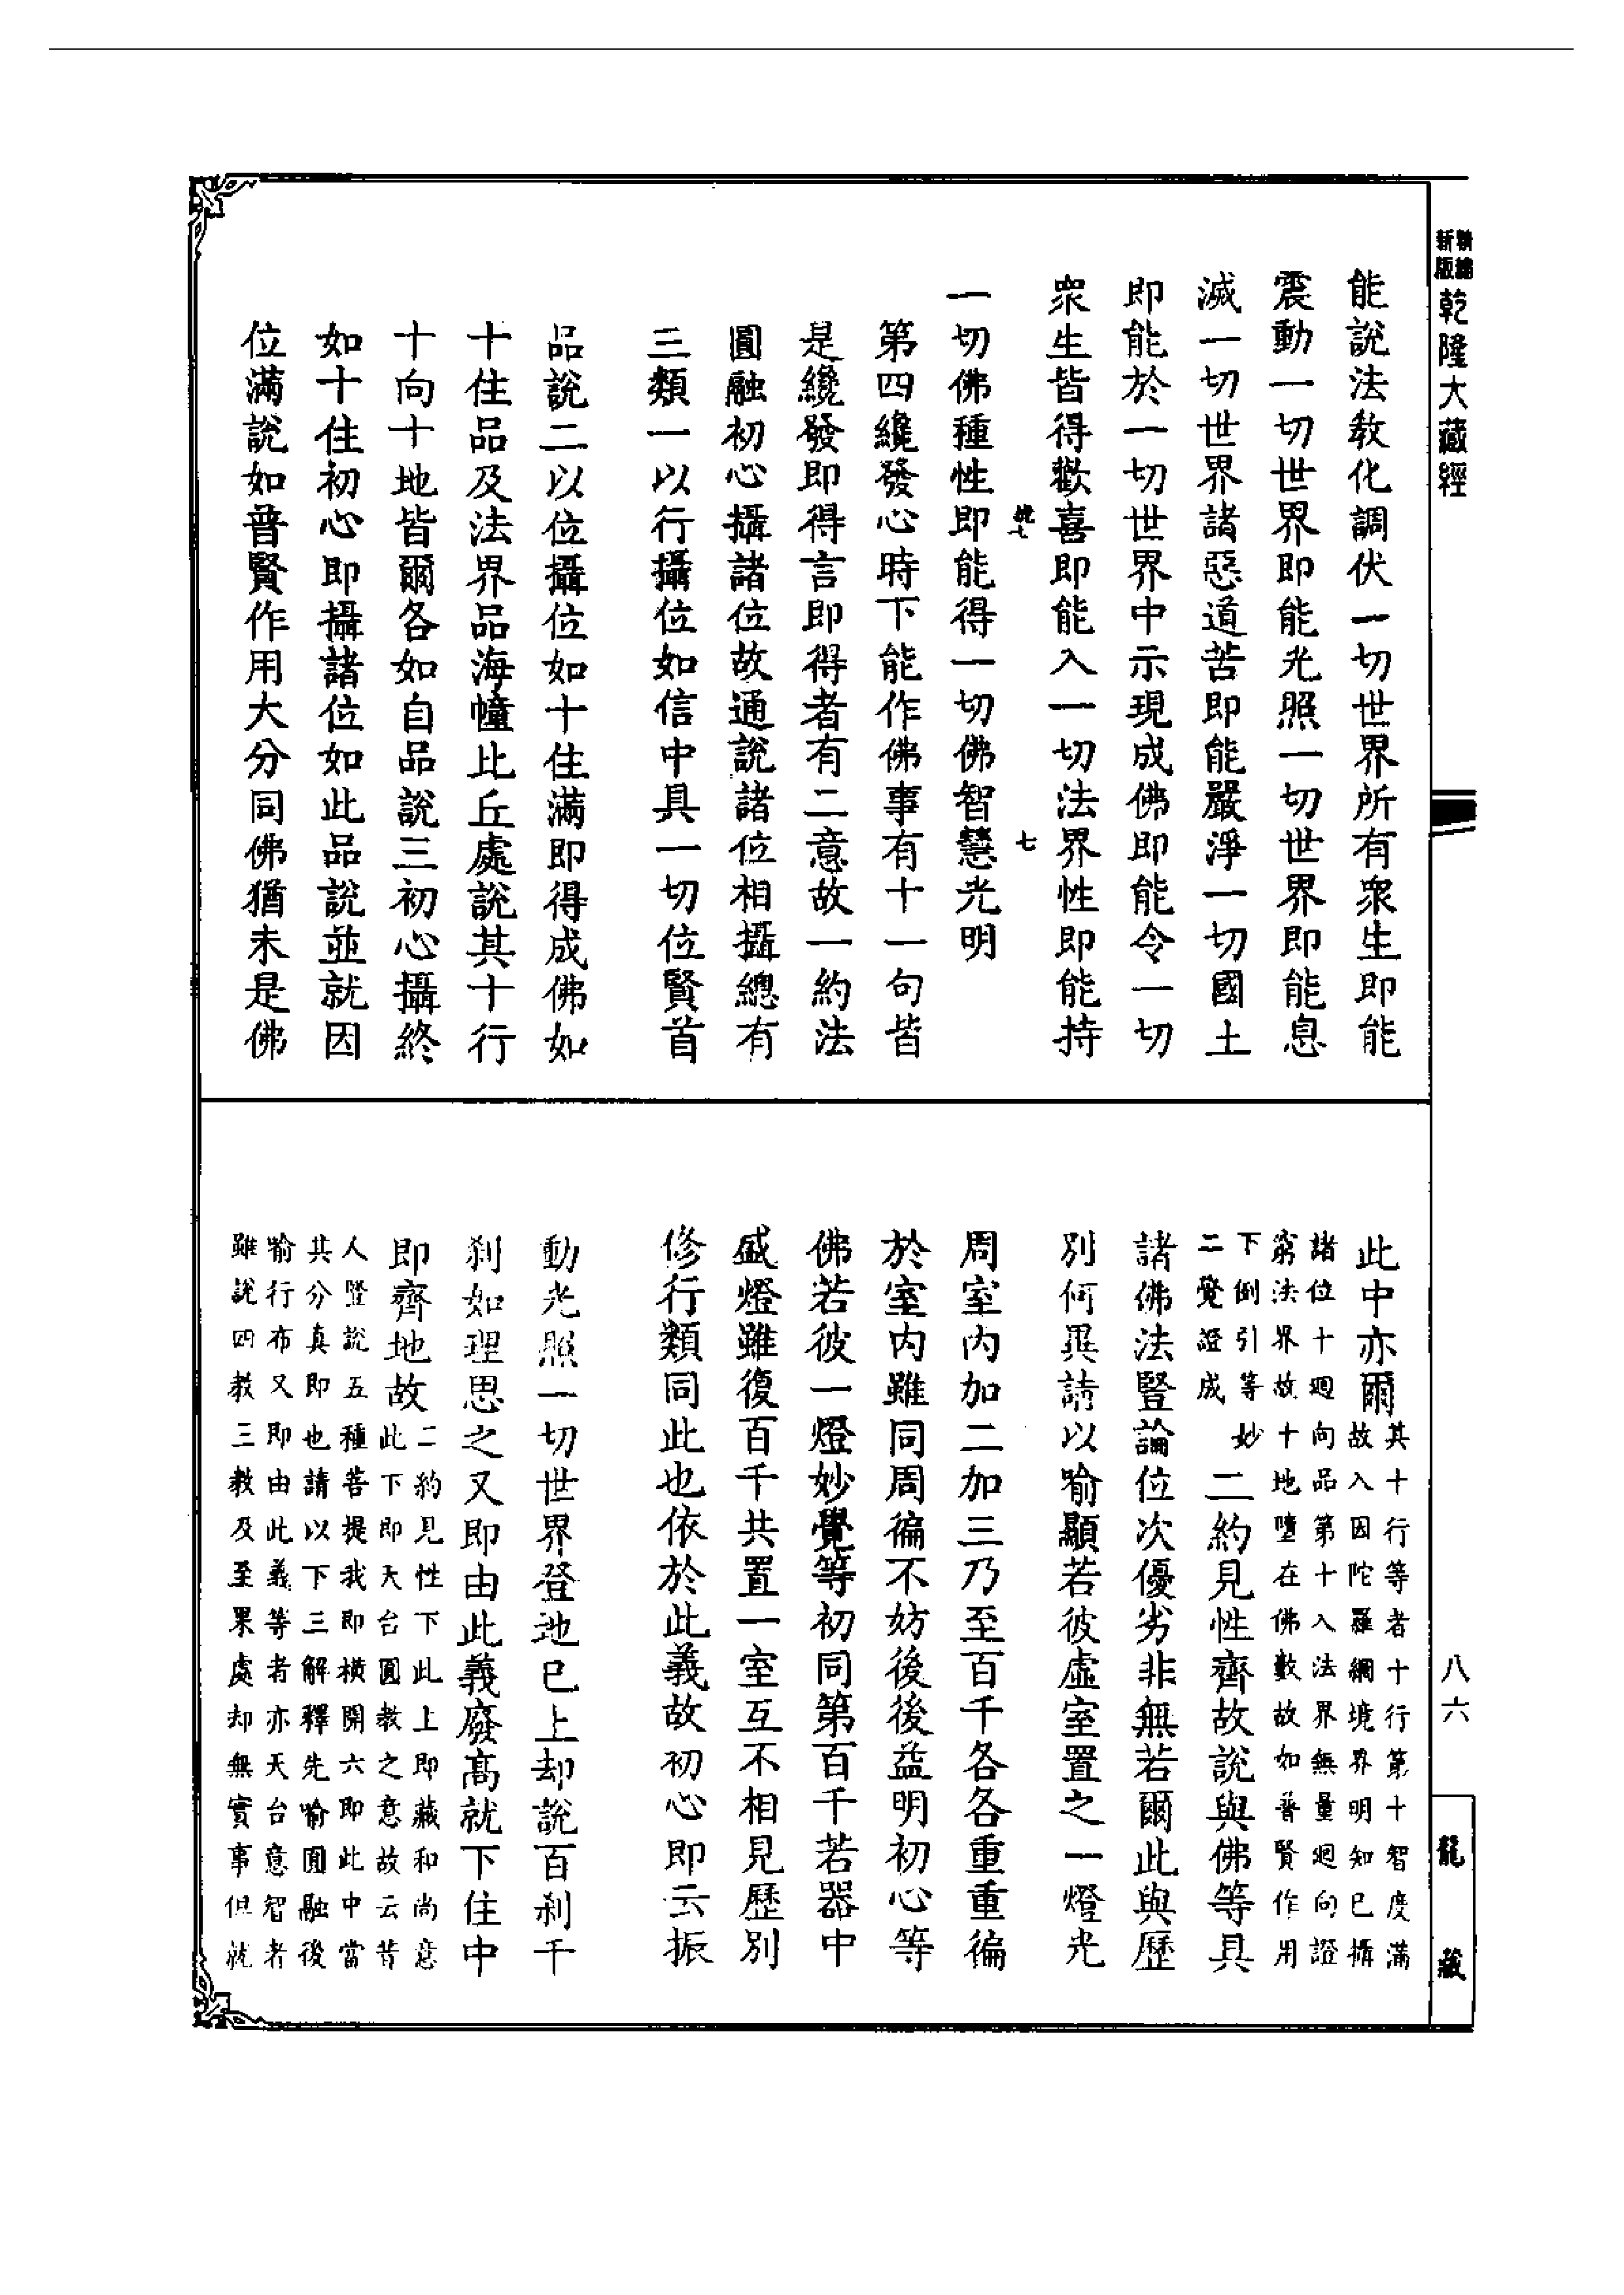 新編
新版
乾隆大藏經
能說法教化調伏一切世界所有衆生即能
震動一切世界即能光照一切世界即能息
滅一切世界諸惡道苦即能嚴淨一切國土
即能於一切世界中示現成佛即能令一切
衆生皆得歡喜即能入一切法界性即能持
七
一切佛種性即能得一切佛智慧光明
第四纔發心時下能作佛事有十一句皆
是纔發即得言即得者有二意故一約法
圓融初心攝諸位故通說諸位相攝總有
三類一以行攝位如信中具一切位賢首
品說二以位攝位如十住滿即得成佛如
十住品及法界品海幢比丘處說其十行
十向十地皆爾各如自品說三初心攝終
如十住初心即攝諸位如此品說並就因
位滿說如普賢作用大分同佛猶未是佛
此中亦爾其十行等者十行第十智度滿
故入因陀羅網境界明知已攝
諸位十迴向品第十入法界無量迴向證
窮法界故十地墮在佛數故如普賢作用
下倒引等妙
二覺證成
二約見性齊故說與佛等具
諸佛法豎論位次優劣非無若爾此與歷
別何異請以喻顯若彼虛室置之一燈光
周室內加二加三乃至百千各各重重徧
於室內雖同周徧不妨後後益明初心等
佛若彼一燈妙覺等初同第百千若器中
盛燈雖復百千共置一室互不相見歷別
修行類同此也依於此義故初心即云振
動光照一切世界登地已上却說百刹千
刹如理思之又即由此義廢高就下住中
即齊地故二約見性下此上即藏和尚意
此下即天台圓教之意故云昔
人豎說五種菩提我即橫開六即此中當
其分真即也請以下三解釋先喻圓融後
喻行布又即由此義等者亦天台意智者
雖說四教三教及至果處却無實事但就
八六
龍藏